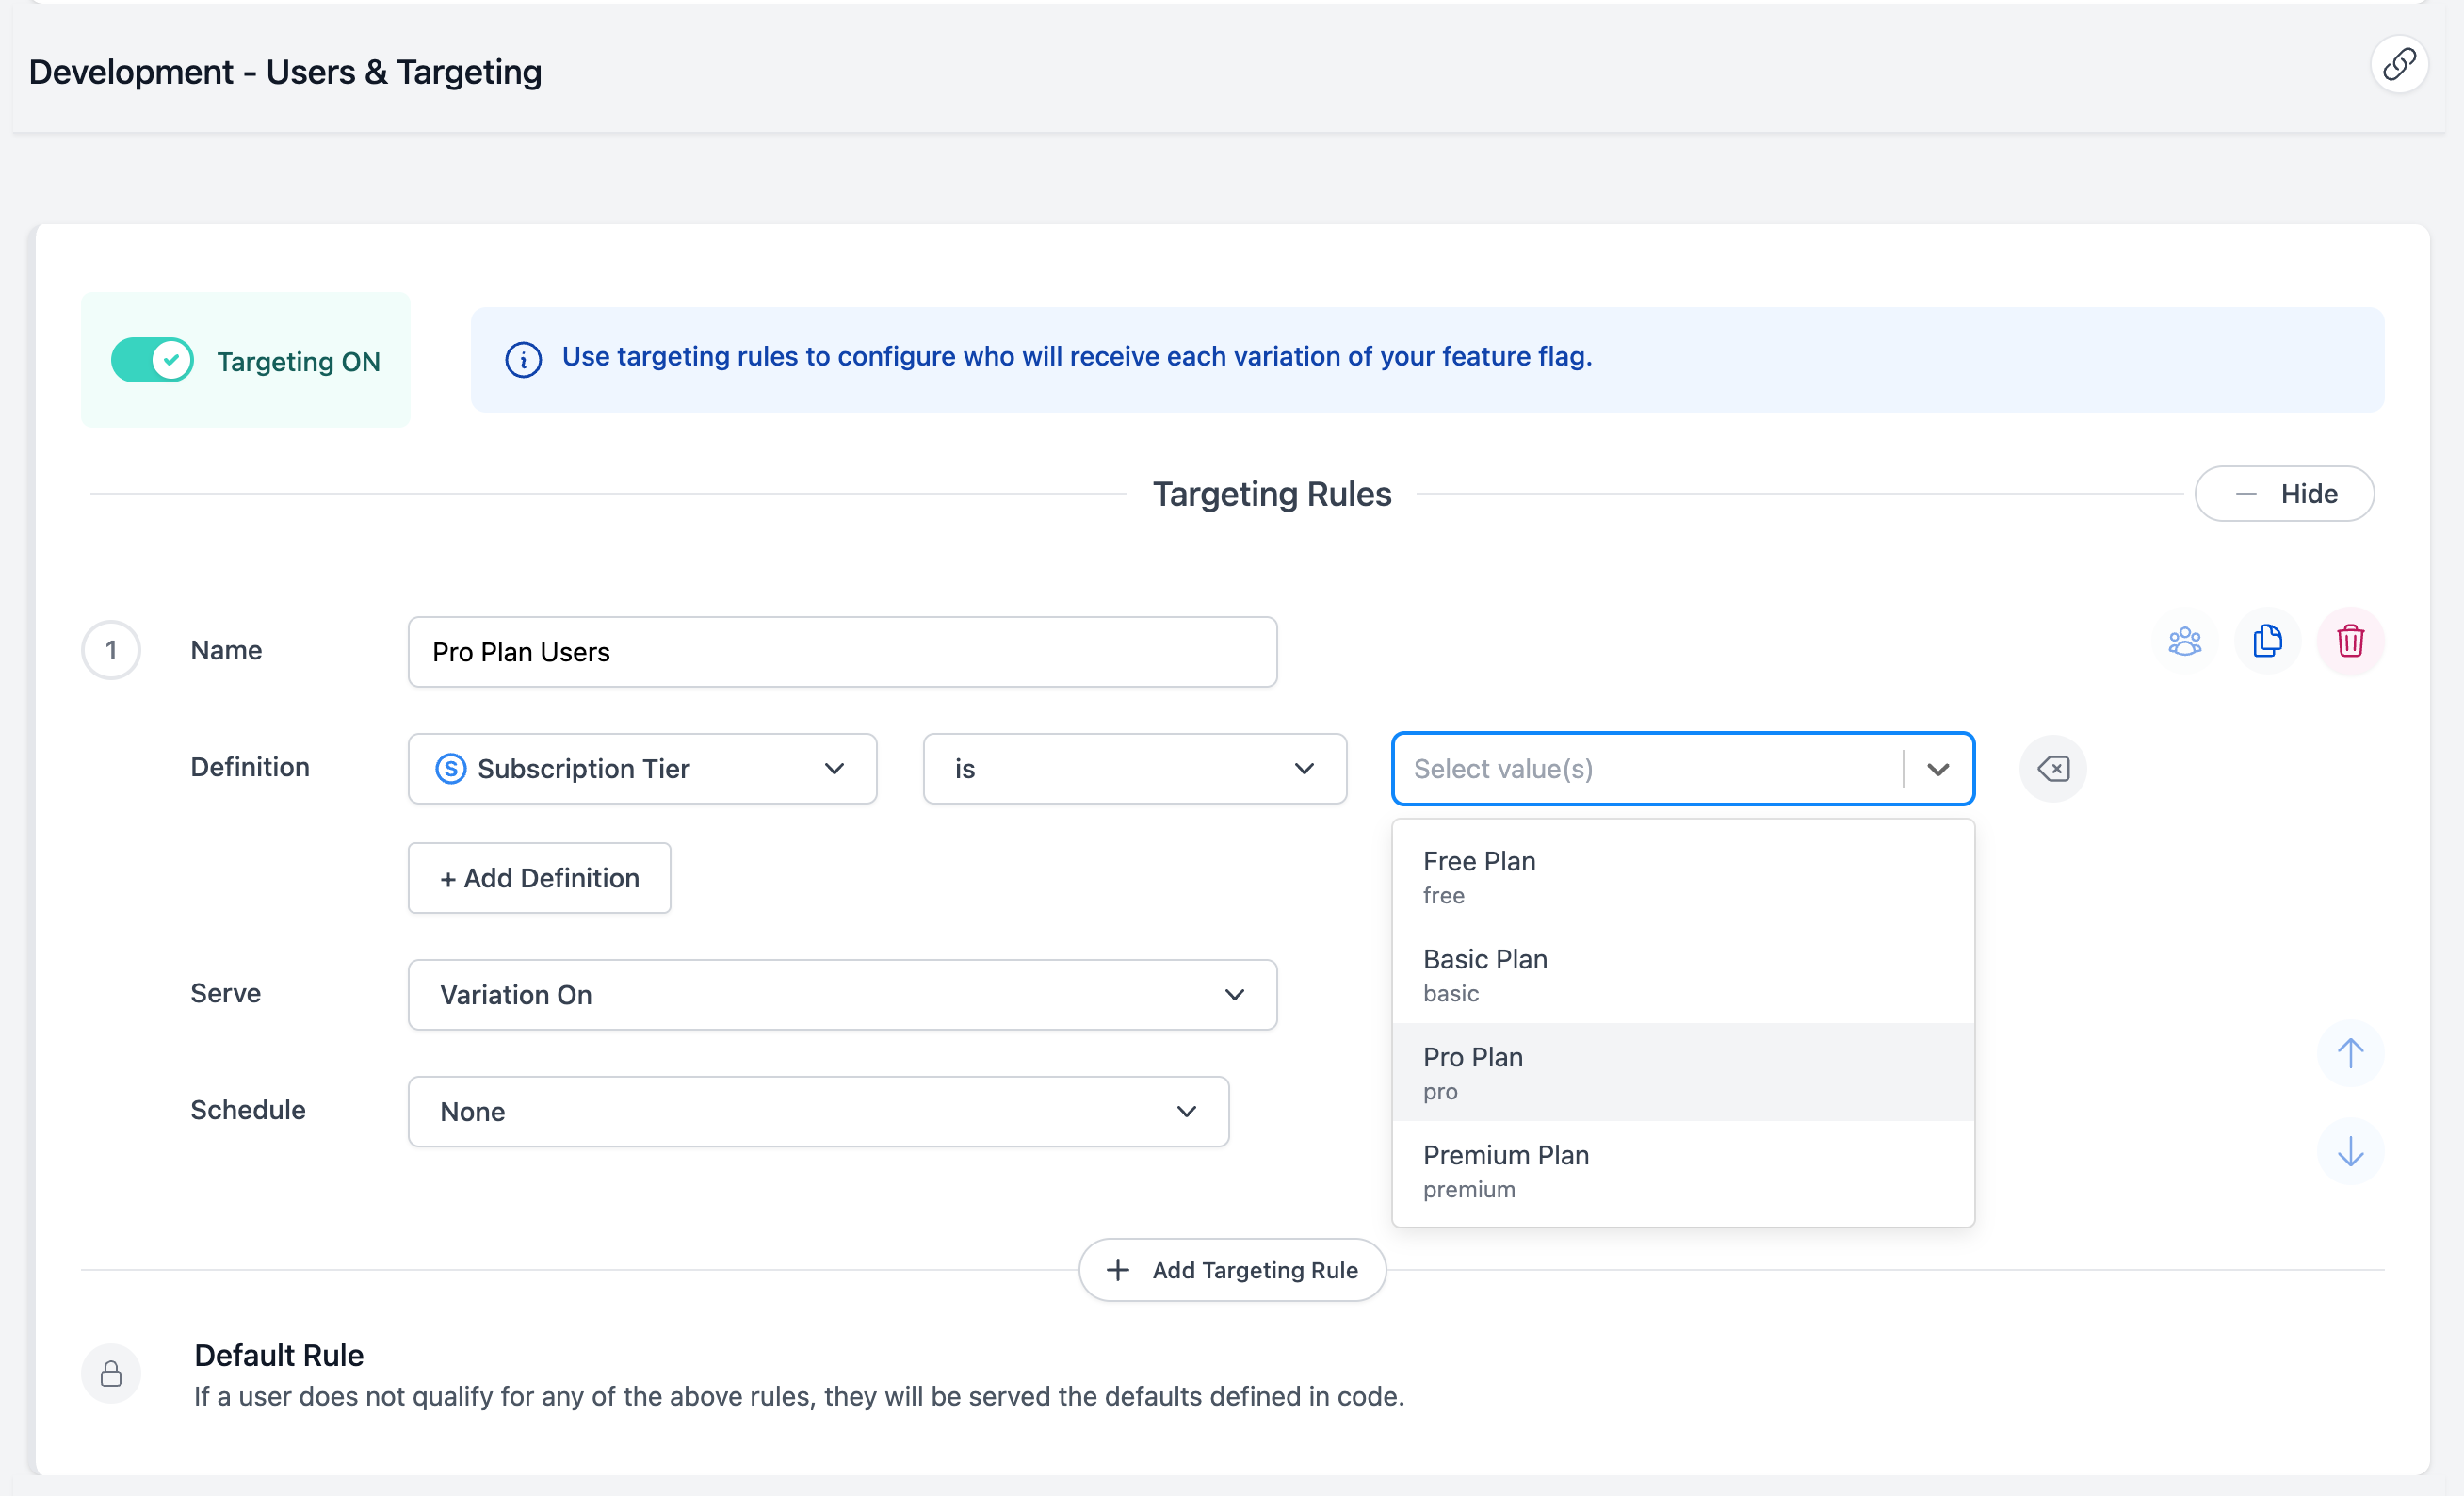 Development - Users & Targeting
Targeting ON
Use targeting rules to configure who will receive each variation of your feature flag.
Targeting Rules
Hide
1
Name
Pro Plan Users
Definition
S
Subscription Tier
is
Select value(s)
Free Plan
free
Basic Plan
basic
Pro Plan
pro
Premium Plan
premium
+ Add Definition
Serve
Variation On
Schedule
None
Add Targeting Rule
Default Rule
If a user does not qualify for any of the above rules, they will be served the defaults defined in code.